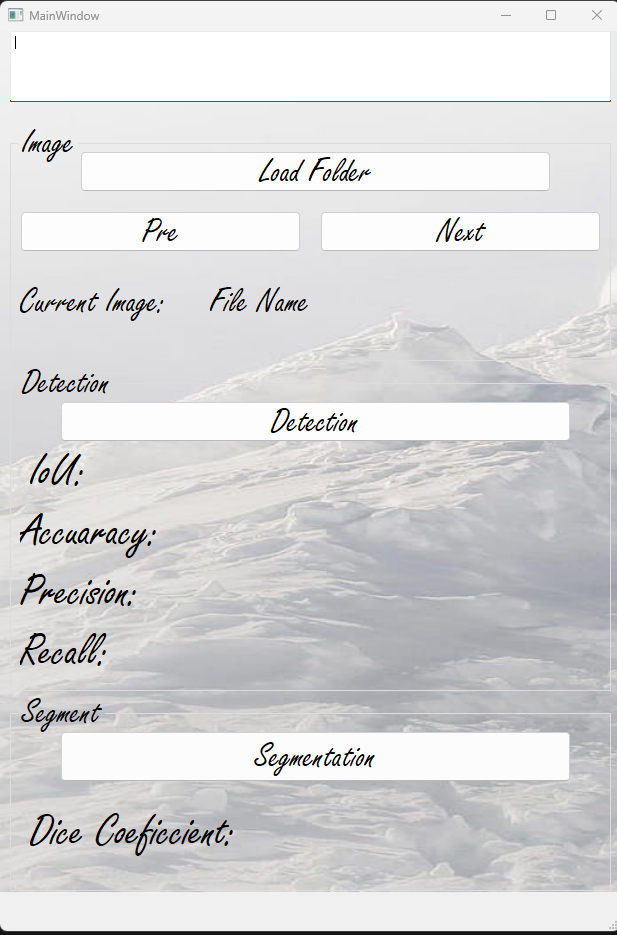 MainWindow
Image
Load Folder
Pre Next
Current Image: File Name
Detection
Detection
IoU:
Accuaracy:
Precision:
Recall:
Segment
Segmentation
Dice Coeficcient: